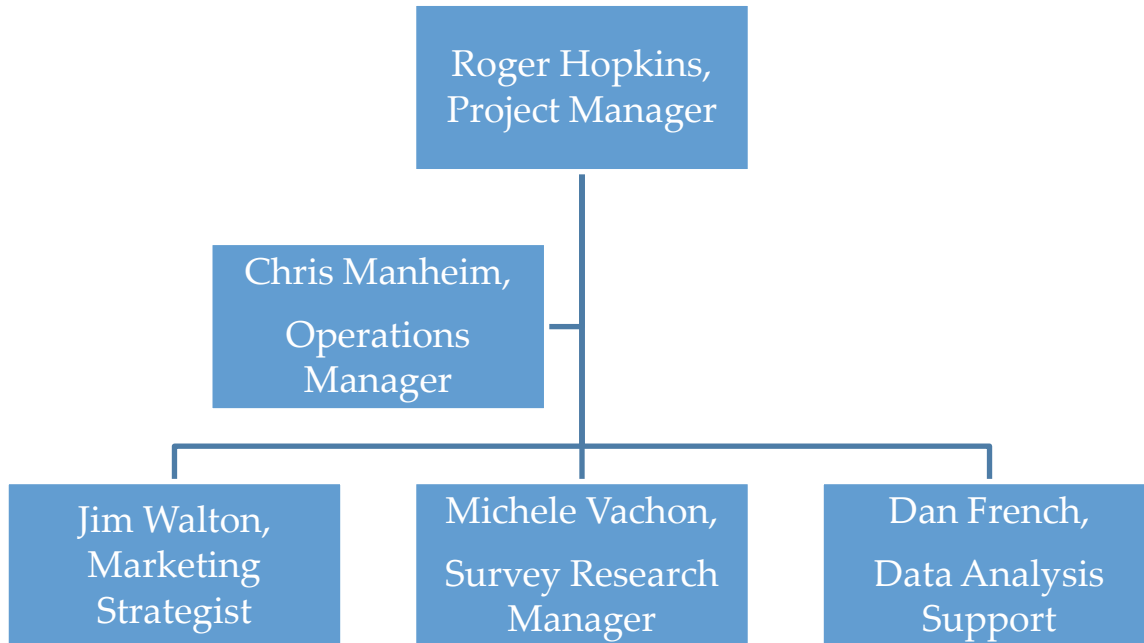 Roger Hopkins,
Project Manager
Chris Manheim,
Operations
Manager
Jim Walton,
Marketing
Strategist
Michele Vachon,
Survey Research
Manager
Dan French,
Data Analysis
Support